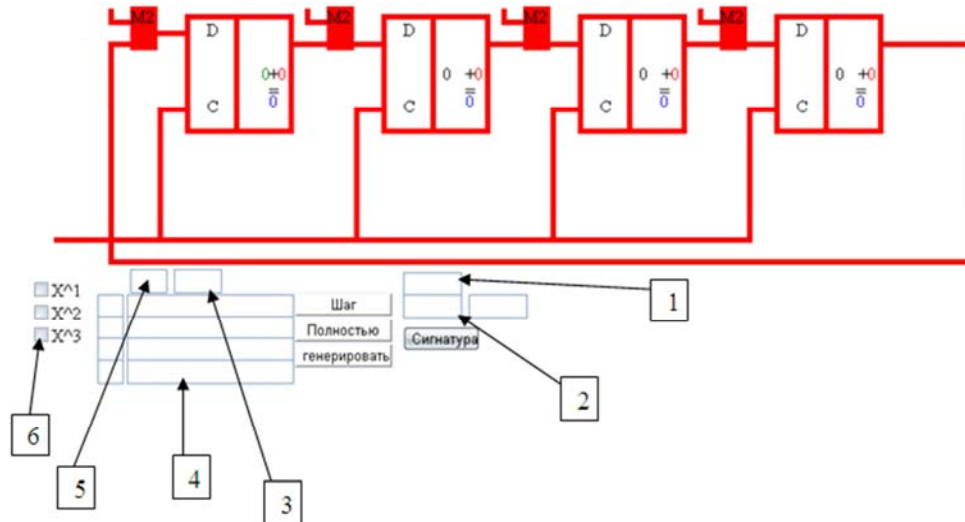 M2 M2 M2 M2
D D D D
0+0 0 +0 0 +0 0 +0
= = = =
0 0 0 0
C C C C
X^1
X^2
X^3
Шаг
Полностью
генерировать
Сигнатура
1
2
3
4
5
6